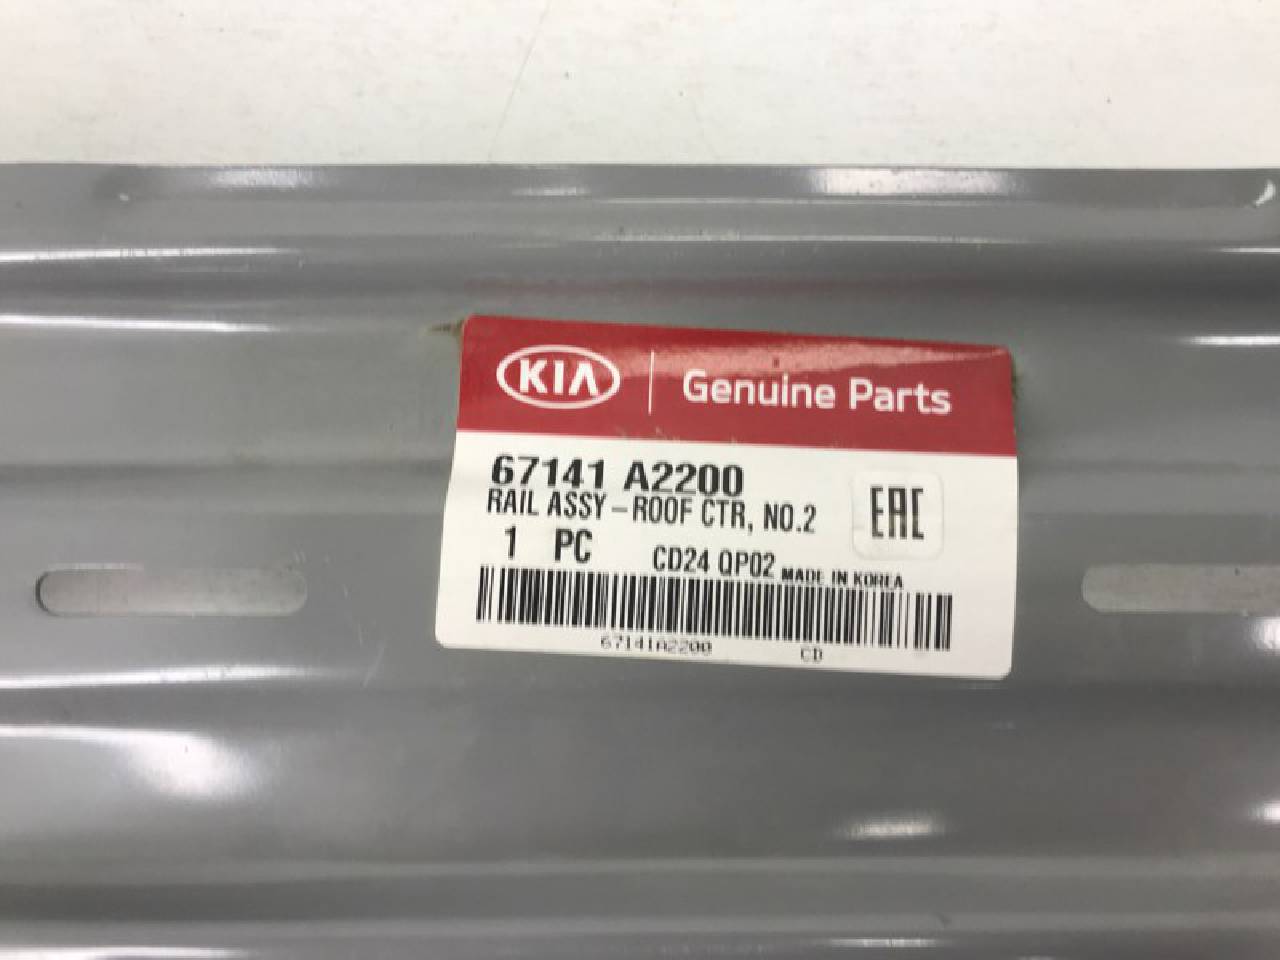 KIA Genuine Parts
67141 A2200
RAIL ASSY-ROOF CTR, NO.2
EAC
1 PC CD24 QP02 MADE IN KOREA
67141A2200 CD